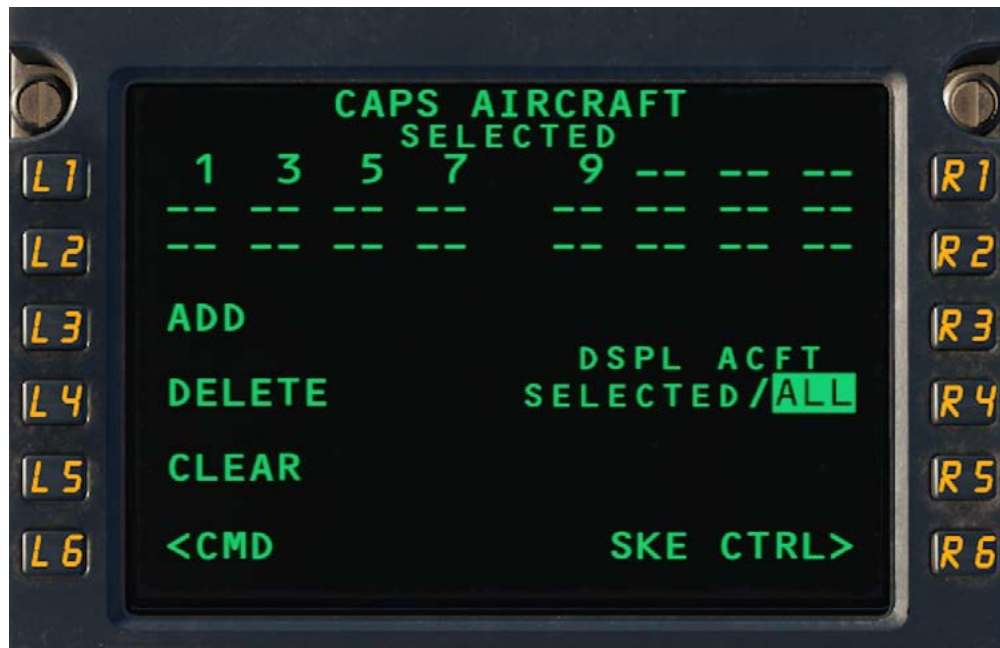 CAPS AIRCRAFT
SELECTED
L1 1 3 5 7 9 -- -- -- R1
-- -- -- -- -- -- -- --
L2 -- -- -- -- -- -- -- -- R2
L3 ADD R3
DSPL ACFT
L4 DELETE SELECTED/ALL R4
L5 CLEAR R5
L6 <CMD SKE CTRL> R6